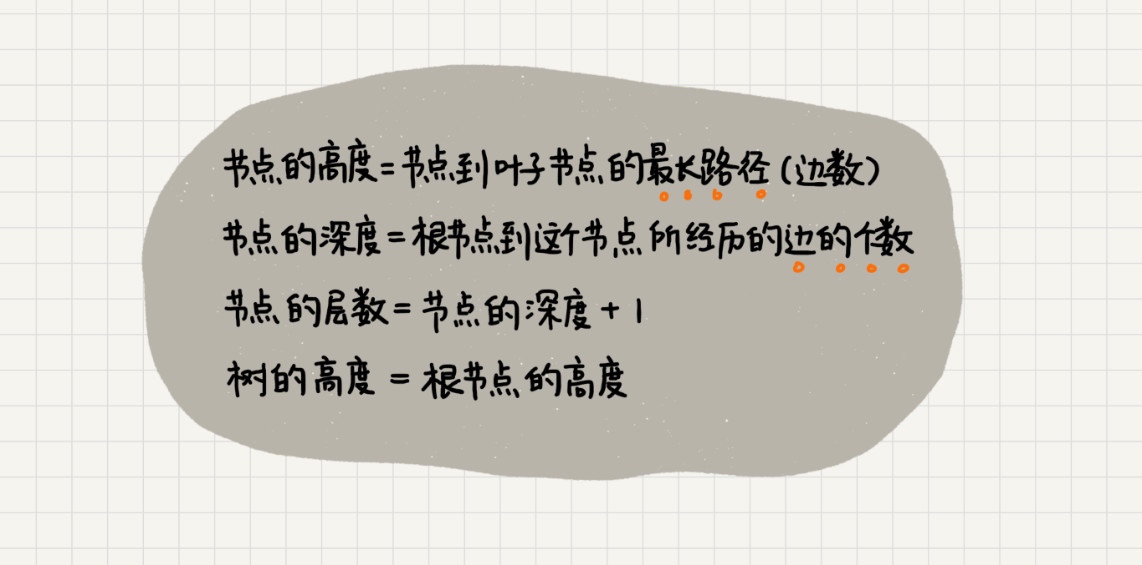 节点的高度=节点到叶子节点的最长路径(边数)
节点的深度=根节点到这个节点所经历的边的个数
节点的层数=节点的深度+1
树的高度=根节点的高度